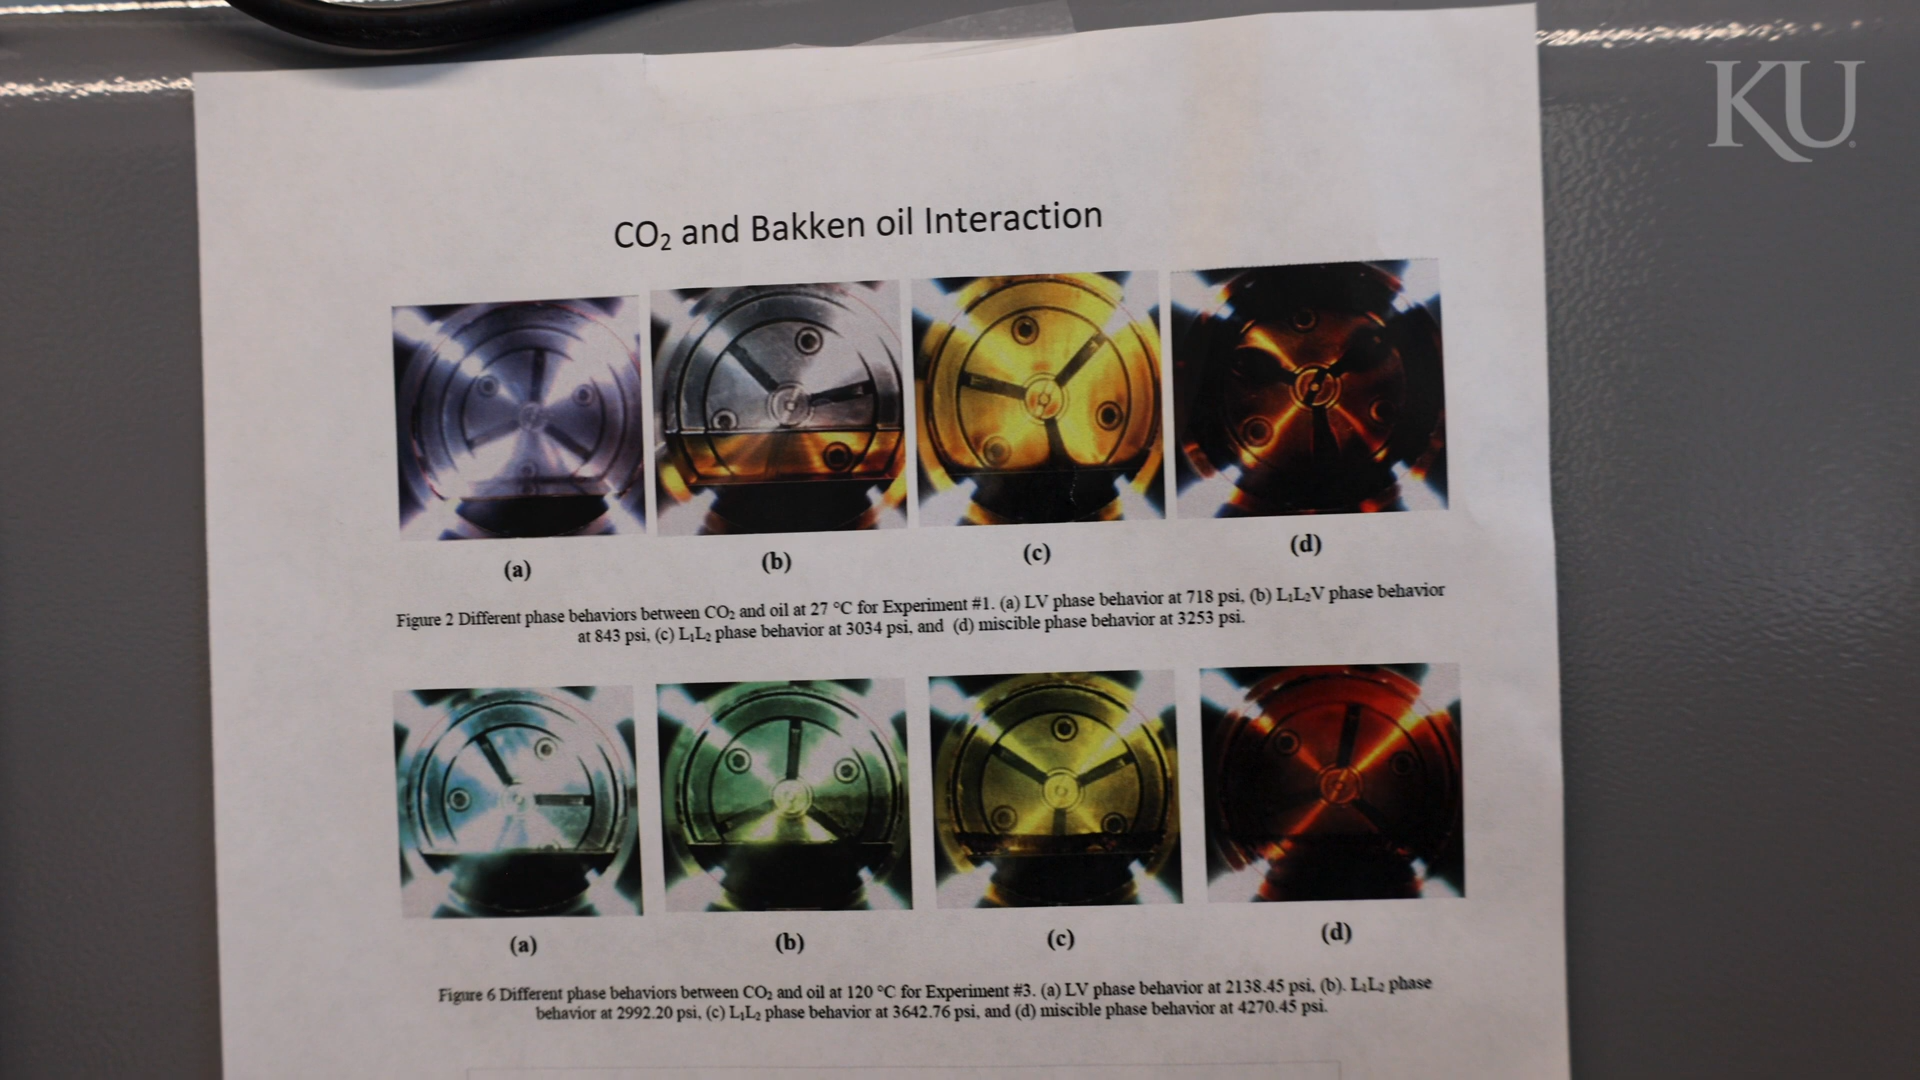 KU
CO₂ and Bakken oil Interaction
(a) (b) (c) (d)
Figure 2 Different phase behaviors between CO₂ and oil at 27 °C for Experiment #1. (a) LV phase behavior at 718 psi, (b) L₁L₂V phase behavior
at 843 psi, (c) L₁L₂ phase behavior at 3034 psi, and (d) miscible phase behavior at 3253 psi.
(a) (b) (c) (d)
Figure 6 Different phase behaviors between CO₂ and oil at 120 °C for Experiment #3. (a) LV phase behavior at 2138.45 psi, (b). L₁L₂ phase
behavior at 2992.20 psi, (c) L₁L₂ phase behavior at 3642.76 psi, and (d) miscible phase behavior at 4270.45 psi.